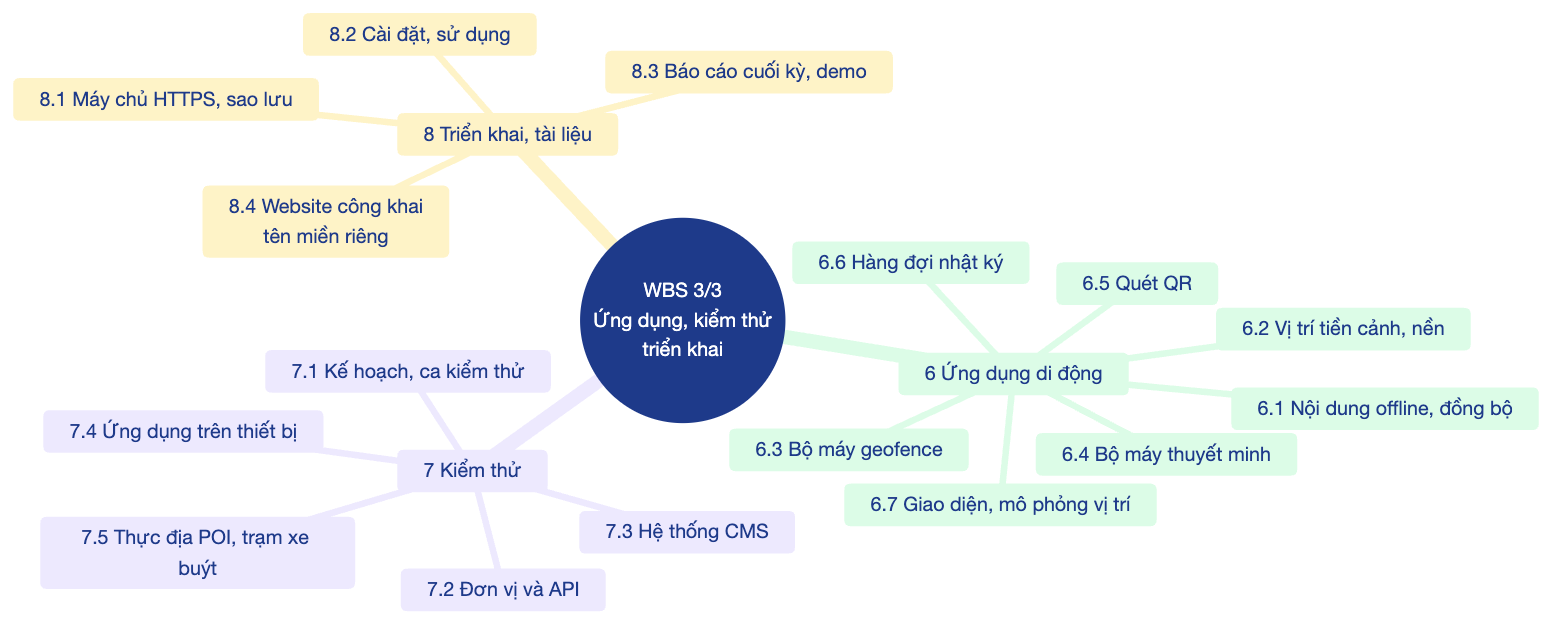 8.2 Cài đặt, sử dụng
8.3 Báo cáo cuối kỳ, demo
8.1 Máy chủ HTTPS, sao lưu
8 Triển khai, tài liệu
8.4 Website công khai
tên miền riêng
WBS 3/3
Ứng dụng, kiểm thử
triển khai
6.6 Hàng đợi nhật ký
6.5 Quét QR
6.2 Vị trí tiền cảnh, nền
6 Ứng dụng di động
6.1 Nội dung offline, đồng bộ
6.3 Bộ máy geofence
6.4 Bộ máy thuyết minh
6.7 Giao diện, mô phỏng vị trí
7.1 Kế hoạch, ca kiểm thử
7.4 Ứng dụng trên thiết bị
7 Kiểm thử
7.5 Thực địa POI, trạm xe
buýt
7.3 Hệ thống CMS
7.2 Đơn vị và API